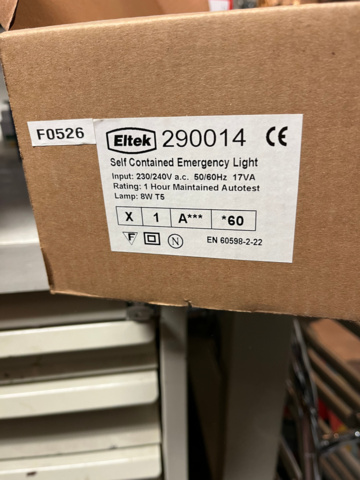 F0526
Eltek 290014 CE
Self Contained Emergency Light
Input: 230/240V a.c. 50/60Hz 17VA
Rating: 1 Hour Maintained Autotest
Lamp: 8W T5
X 1 A*** *60
F N EN 60598-2-22